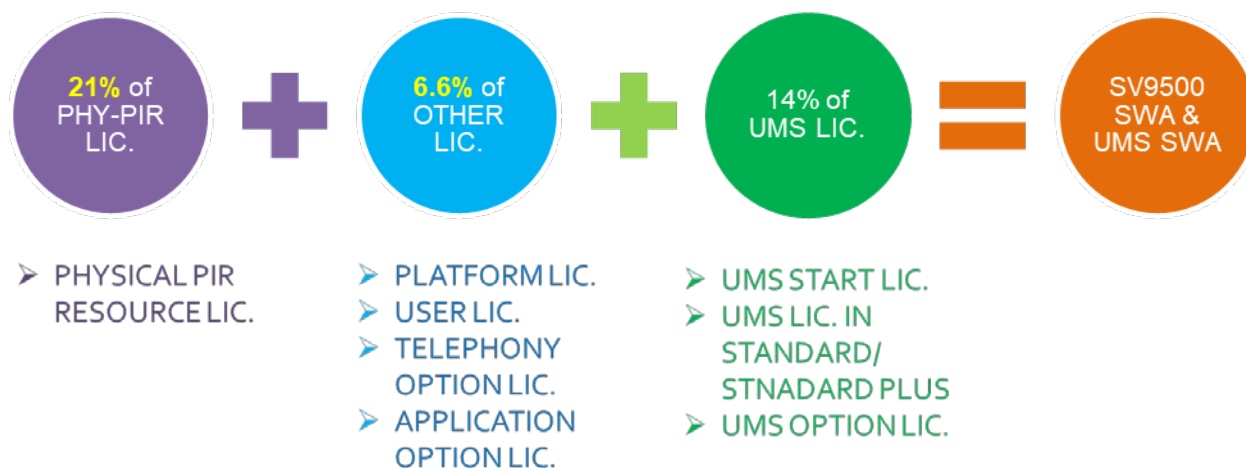 21% of
PHY-PIR
LIC.
6.6% of
OTHER
LIC.
14% of
UMS LIC.
SV9500
SWA &
UMS SWA
PHYSICAL PIR
RESOURCE LIC.
PLATFORM LIC.
USER LIC.
TELEPHONY
OPTION LIC.
APPLICATION
OPTION LIC.
UMS START LIC.
UMS LIC. IN
STANDARD/
STNADARD PLUS
UMS OPTION LIC.